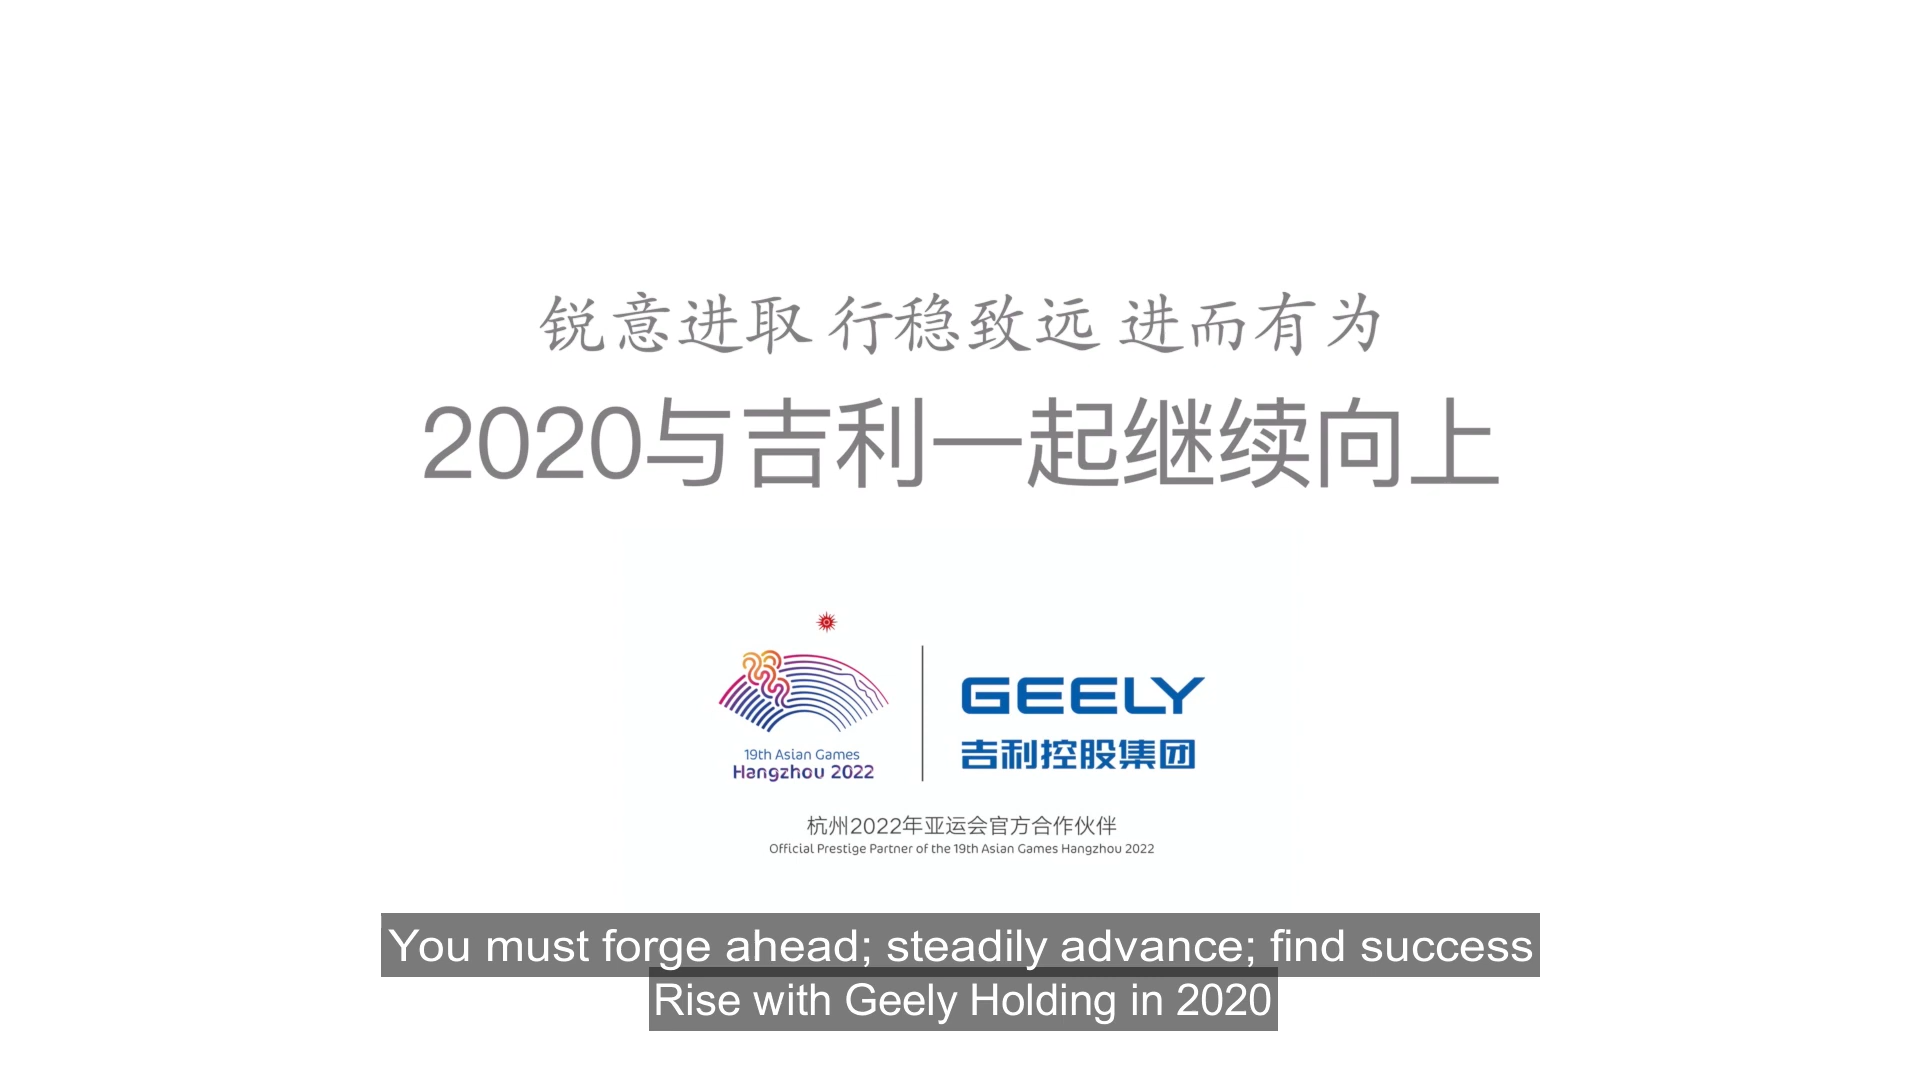 锐意进取 行稳致远 进而有为
2020与吉利一起继续向上
19th Asian Games
Hangzhou 2022
GEELY
吉利控股集团
杭州2022年亚运会官方合作伙伴
Official Prestige Partner of the 19th Asian Games Hangzhou 2022
You must forge ahead; steadily advance; find success
Rise with Geely Holding in 2020